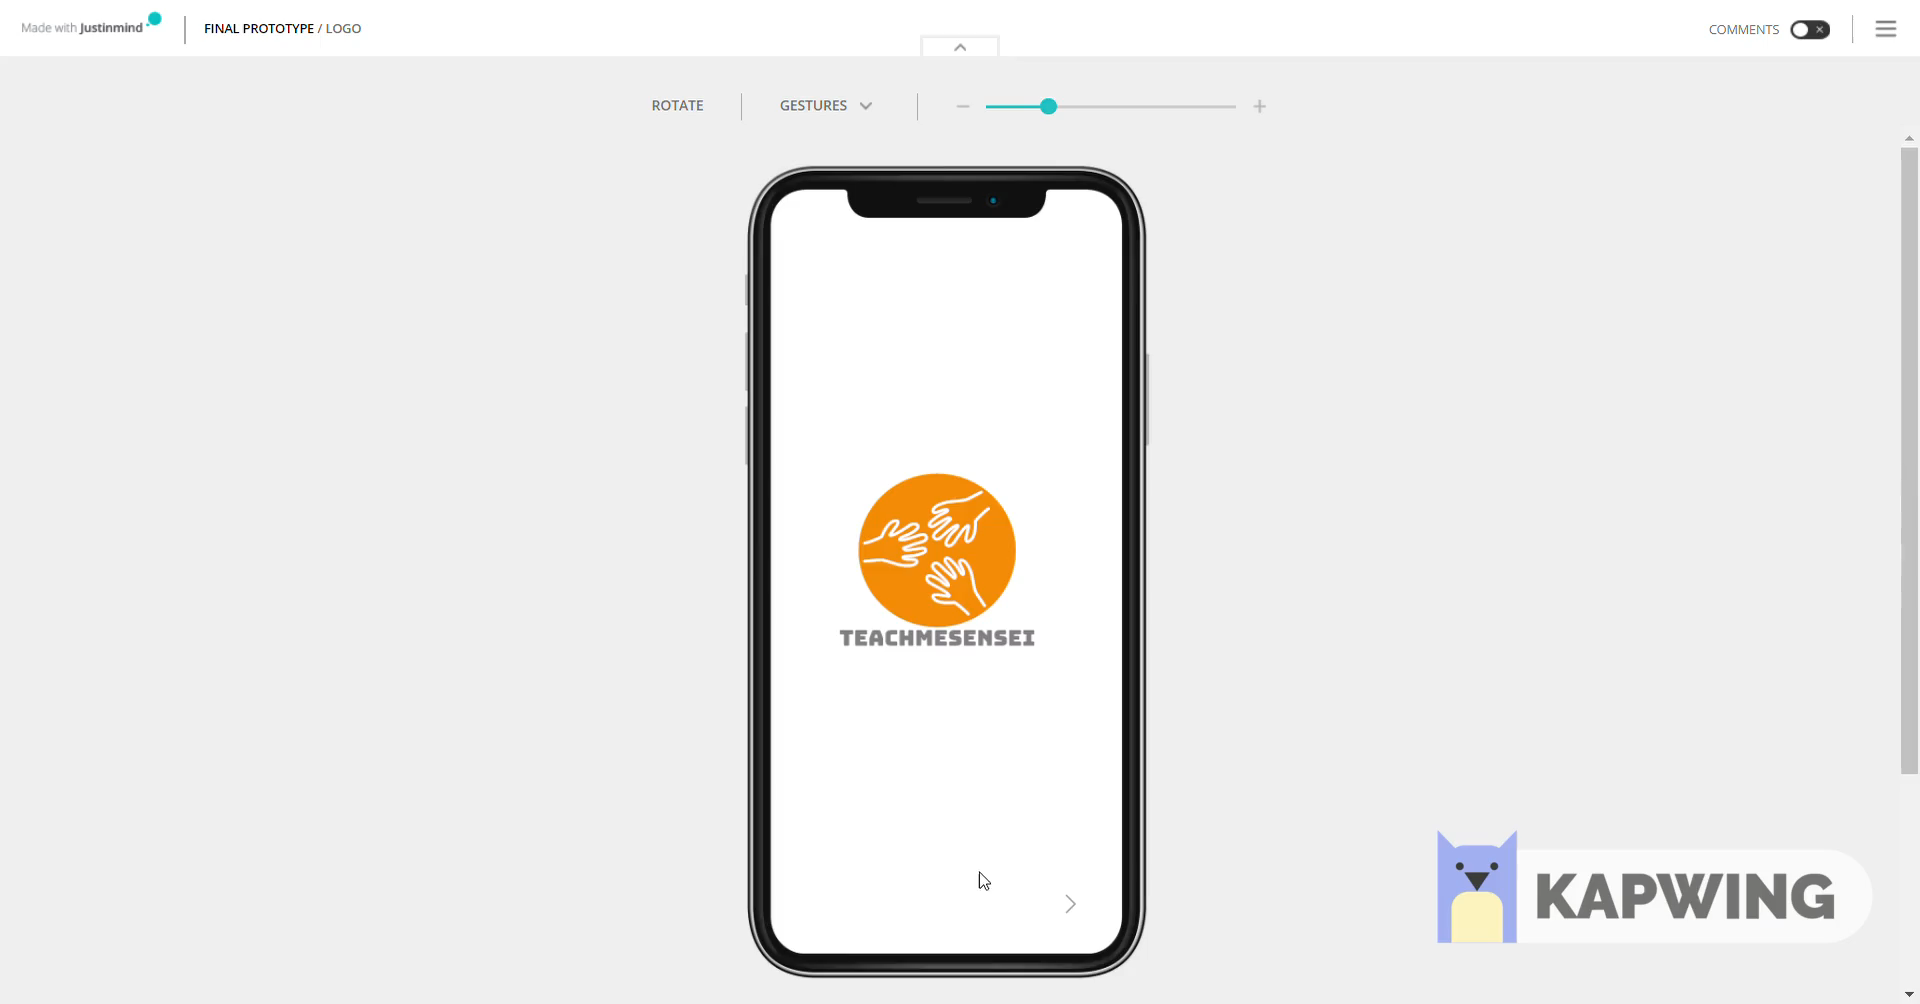 Made with Justinmind
FINAL PROTOTYPE / LOGO
COMMENTS
ROTATE
GESTURES
TEACHMESENSEI
KAPWING